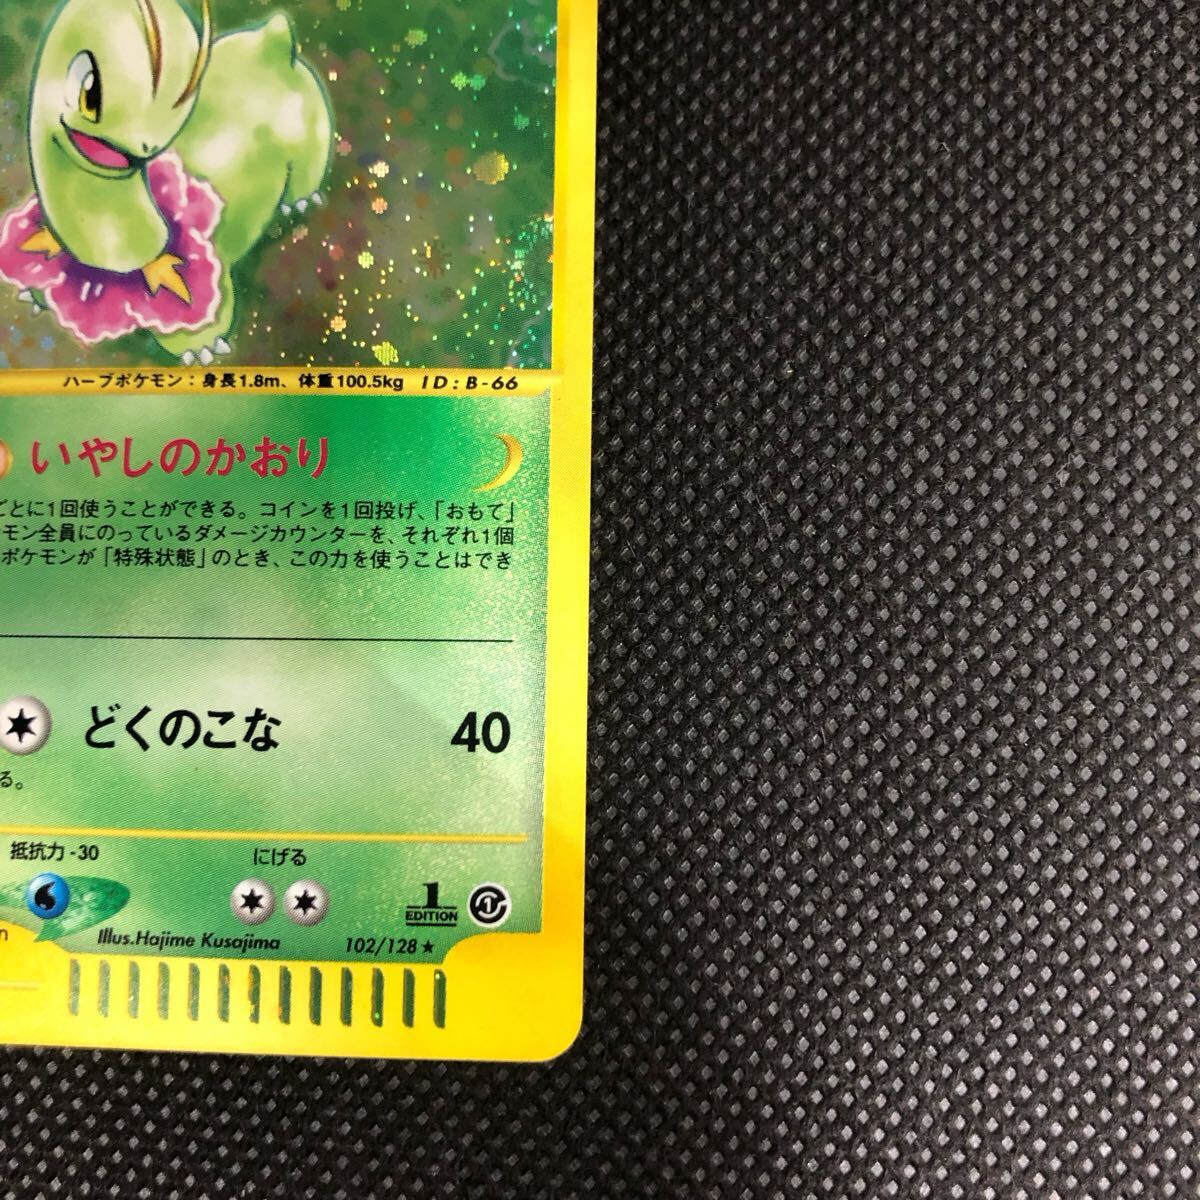 ハーブポケモン：身長1.8m、体重100.5kg ID:B-66
いやしのかおり
ごとに1回使うことができる。コインを1回投げ、「おもて」
モン全員にのっているダメージカウンターを、それぞれ1個
ポケモンが「特殊状態」のとき、この力を使うことはでき
どくのこな 40
る。
抵抗力 -30 にげる
1 EDITION
n Illus.Hajime Kusajima 102/128★